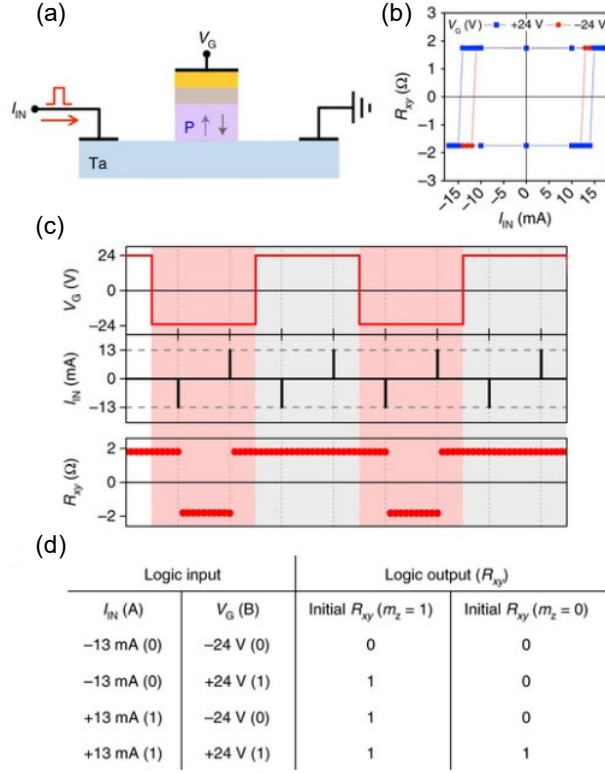 (a)
V_G
I_IN
P
Ta
(b)
V_G (V) +24 V −24 V
3
2
1
0
−1
−2
−3
R_xy (Ω)
−15 −10 −5 0 5 10 15
I_IN (mA)
(c)
24
0
−24
V_G (V)
13
0
−13
I_IN (mA)
2
0
−2
R_xy (Ω)
(d)
Logic input Logic output (R_xy)
I_IN (A) V_G (B) Initial R_xy (m_z = 1) Initial R_xy (m_z = 0)
−13 mA (0) −24 V (0) 0 0
−13 mA (0) +24 V (1) 1 0
+13 mA (1) −24 V (0) 1 0
+13 mA (1) +24 V (1) 1 1